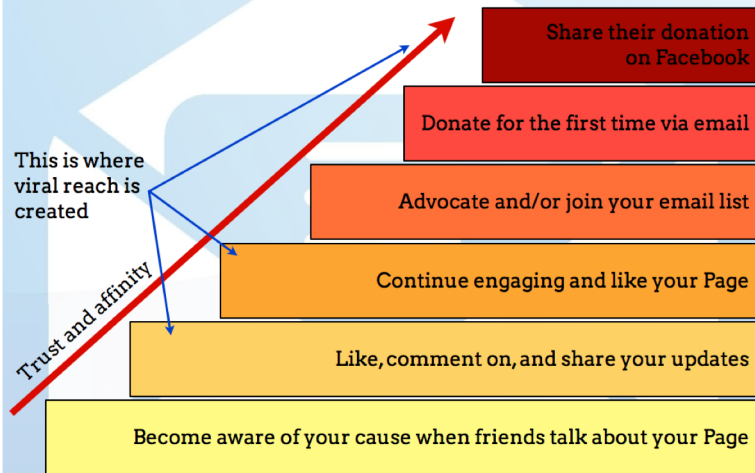 Share their donation
on Facebook
Donate for the first time via email
This is where
viral reach is
created
Advocate and/or join your email list
Continue engaging and like your Page
Trust and affinity
Like, comment on, and share your updates
Become aware of your cause when friends talk about your Page